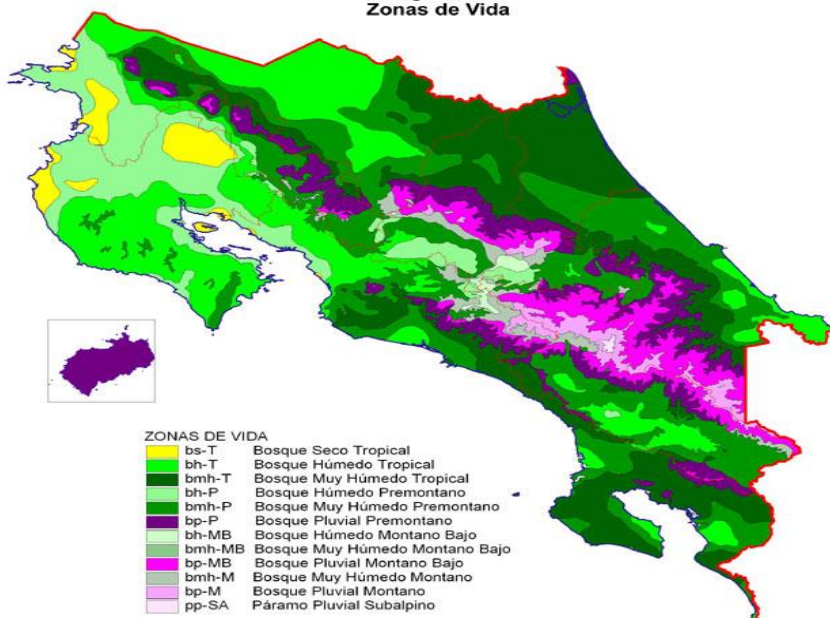 Zonas de Vida
ZONAS DE VIDA
bs-T Bosque Seco Tropical
bh-T Bosque Húmedo Tropical
bmh-T Bosque Muy Húmedo Tropical
bh-P Bosque Húmedo Premontano
bmh-P Bosque Muy Húmedo Premontano
bp-P Bosque Pluvial Premontano
bh-MB Bosque Húmedo Montano Bajo
bmh-MB Bosque Muy Húmedo Montano Bajo
bp-MB Bosque Pluvial Montano Bajo
bmh-M Bosque Muy Húmedo Montano
bp-M Bosque Pluvial Montano
pp-SA Páramo Pluvial Subalpino